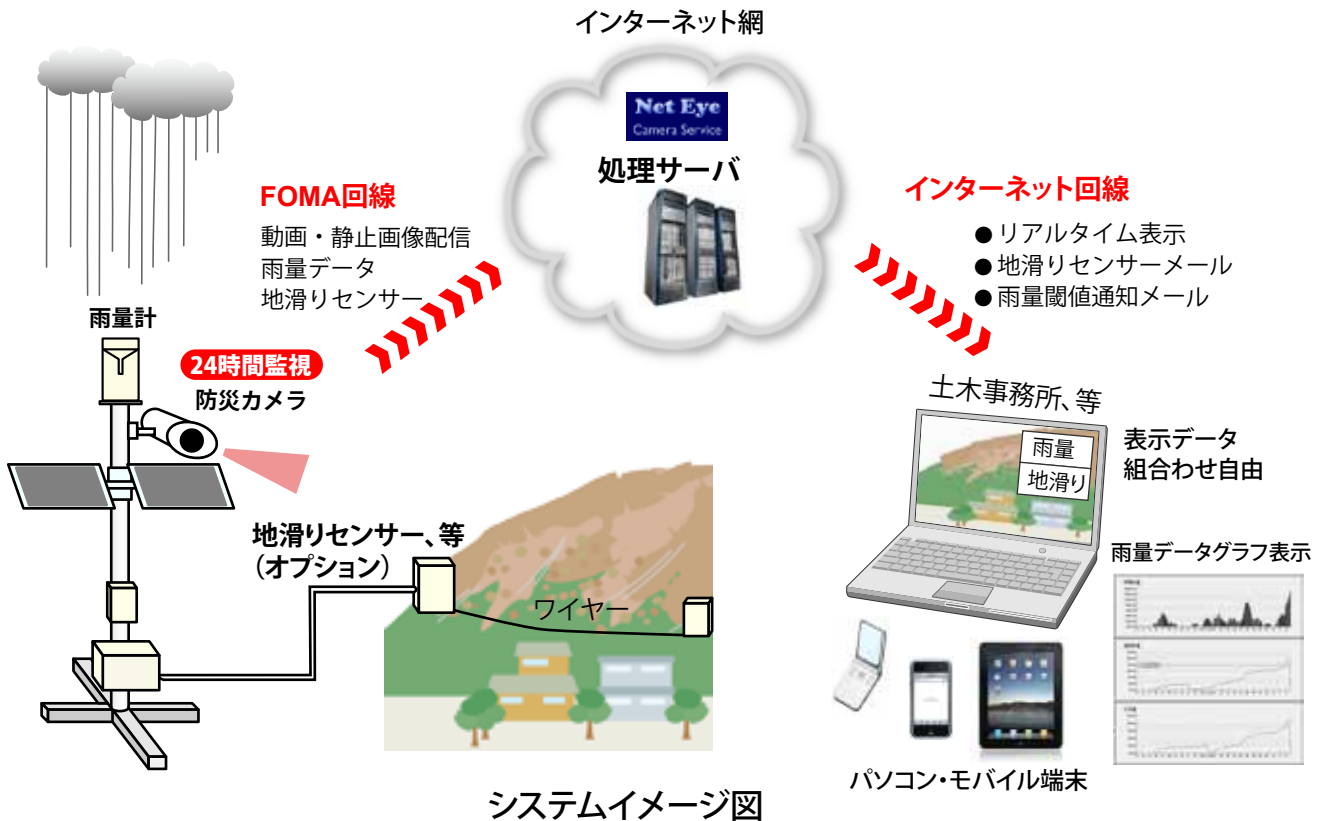 インターネット網
Net Eye
Camera Service
処理サーバ
FOMA回線
動画・静止画像配信
雨量データ
地滑りセンサー
インターネット回線
●リアルタイム表示
●地滑りセンサーメール
●雨量閾値通知メール
雨量計
24時間監視
防災カメラ
土木事務所、等
雨量
地滑り
表示データ
組合わせ自由
地滑りセンサー、等
（オプション）
ワイヤー
雨量データグラフ表示
パソコン・モバイル端末
システムイメージ図